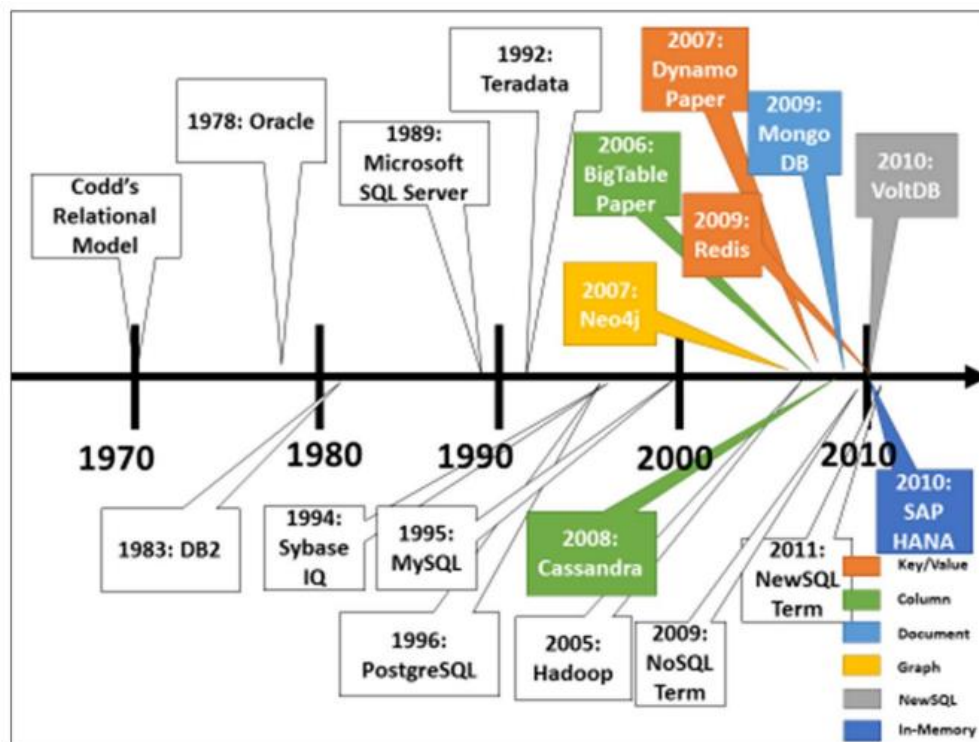 Codd's
Relational
Model
1978: Oracle
1989:
Microsoft
SQL Server
1992:
Teradata
2007:
Dynamo
Paper
2006:
BigTable
Paper
2009:
Mongo
DB
2009:
Redis
2010:
VoltDB
2007:
Neo4j
1970
1980
1990
2000
2010
1983: DB2
1994:
Sybase
IQ
1995:
MySQL
1996:
PostgreSQL
2008:
Cassandra
2005:
Hadoop
2009:
NoSQL
Term
2011:
NewSQL
Term
2010:
SAP
HANA
Key/Value
Column
Document
Graph
NewSQL
In-Memory